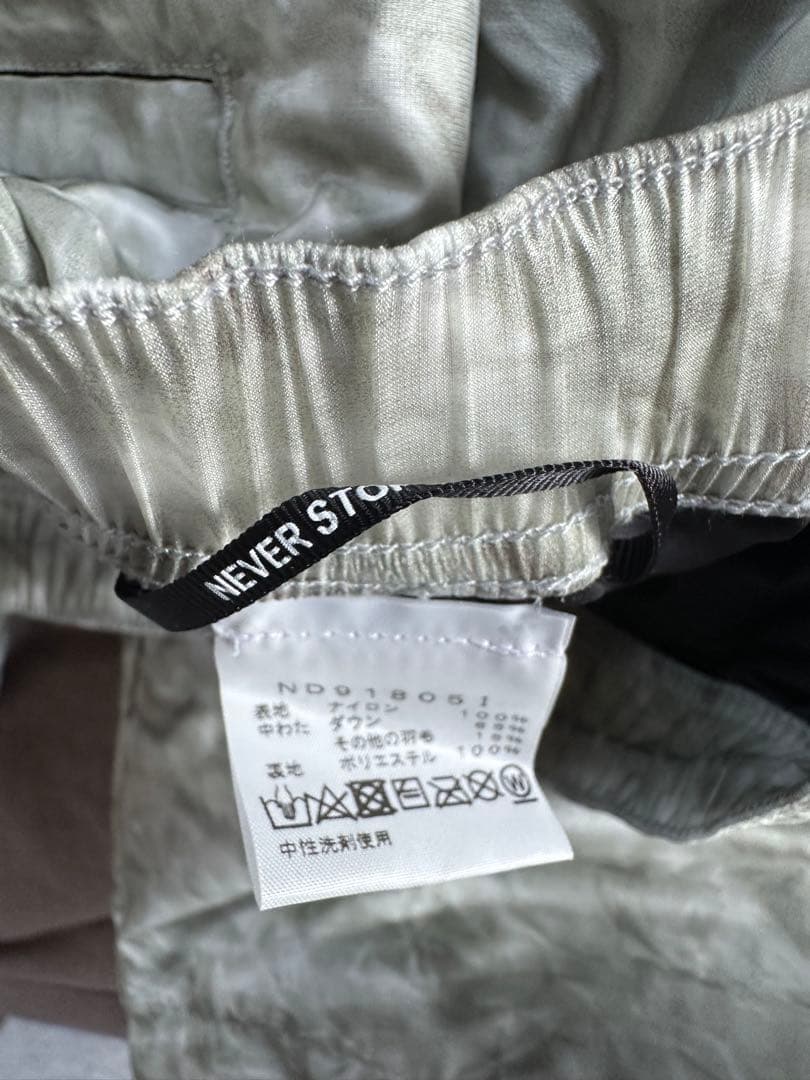 NEVER STO
ND91805I
表地 ナイロン 100%
中わた ダウン
その他の羽毛
裏地 ポリエステル 100%
中性洗剤使用